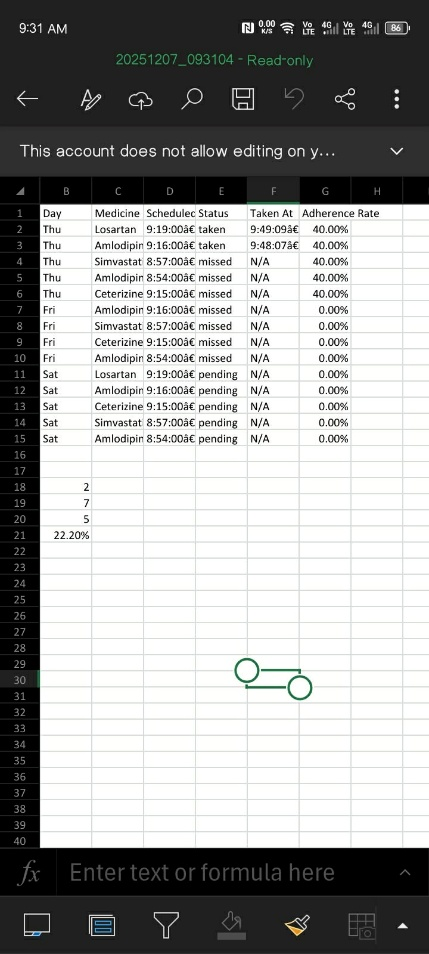 9:31 AM 0.00 K/S Vo LTE 4G Vo LTE 4G 86
20251207_093104 - Read-only
This account does not allow editing on y...
B C D E F G H
1 Day Medicine Scheduled Status Taken At Adherence Rate
2 Thu Losartan 9:19:00â€ taken 9:49:09â€ 40.00%
3 Thu Amlodipin 9:16:00â€ taken 9:48:07â€ 40.00%
4 Thu Simvastat 8:57:00â€ missed N/A 40.00%
5 Thu Amlodipin 8:54:00â€ missed N/A 40.00%
6 Thu Ceterizine 9:15:00â€ missed N/A 40.00%
7 Fri Amlodipin 9:16:00â€ missed N/A 0.00%
8 Fri Simvastat 8:57:00â€ missed N/A 0.00%
9 Fri Ceterizine 9:15:00â€ missed N/A 0.00%
10 Fri Amlodipin 8:54:00â€ missed N/A 0.00%
11 Sat Losartan 9:19:00â€ pending N/A 0.00%
12 Sat Amlodipin 9:16:00â€ pending N/A 0.00%
13 Sat Ceterizine 9:15:00â€ pending N/A 0.00%
14 Sat Simvastat 8:57:00â€ pending N/A 0.00%
15 Sat Amlodipin 8:54:00â€ pending N/A 0.00%
16
17
18 2
19 7
20 5
21 22.20%
22
23
24
25
26
27
28
29
30
31
32
33
34
35
36
37
38
39
40
fx Enter text or formula here